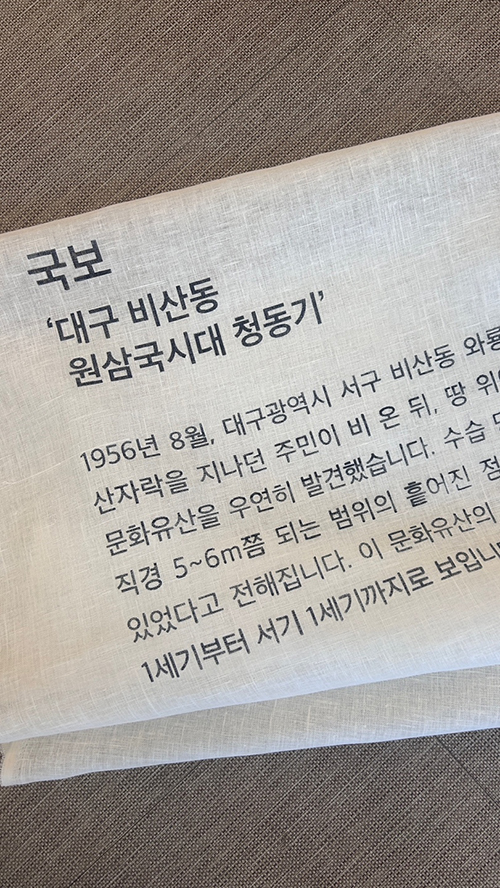 국보
‘대구 비산동
원삼국시대 청동기’
1956년 8월, 대구광역시 서구 비산동
산자락을 지나던 주민이 비 온 뒤, 땅
문화유산을 우연히 발견했습니다. 수습
직경 5~6m쯤 되는 범위의 흩어진
있었다고 전해집니다. 이 문화유산의
1세기부터 서기 1세기까지로